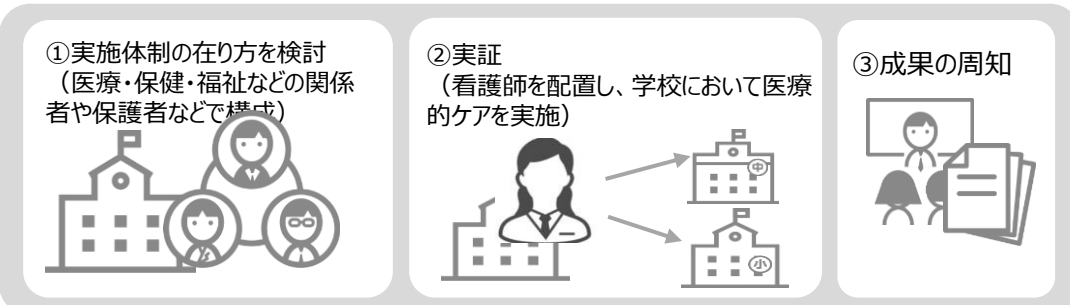 ①実施体制の在り方を検討
（医療・保健・福祉などの関係
者や保護者などで構成）
②実証
（看護師を配置し、学校において医療
的ケアを実施）
中
小
③成果の周知